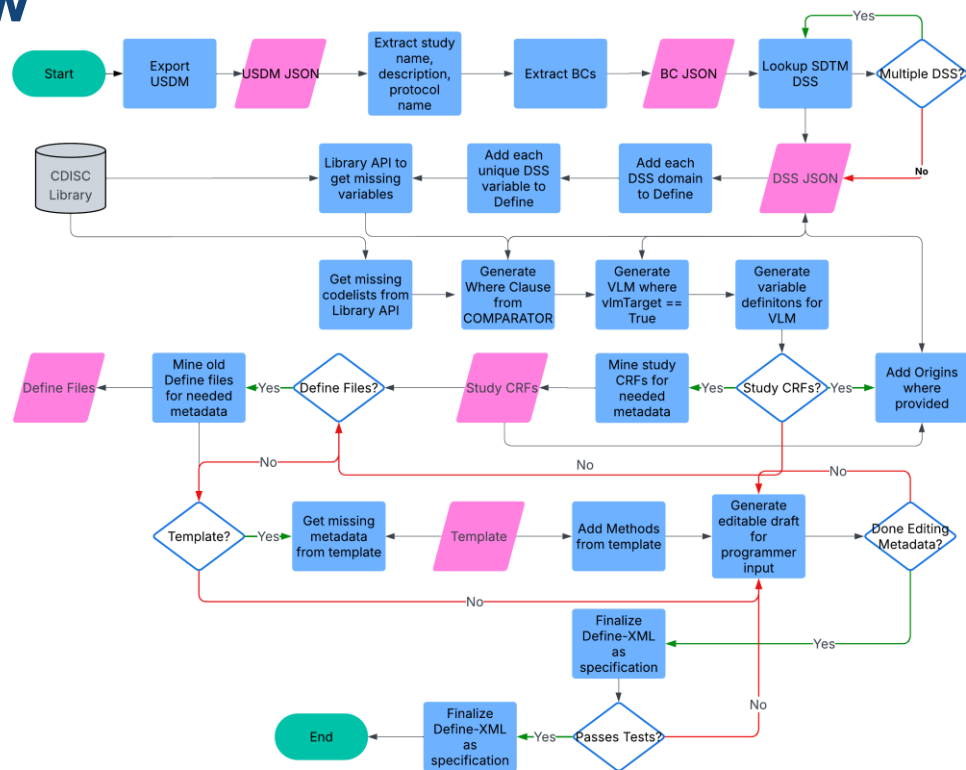 W
Yes
Start
Export
USDM
USDM JSON
Extract study
name,
description,
protocol
name
Extract BCs
BC JSON
Lookup SDTM
DSS
Multiple DSS?
No
CDISC
Library
Library API to
get missing
variables
Add each
unique DSS
variable to
Define
Add each
DSS domain
to Define
DSS JSON
Get missing
codelists from
Library API
Generate
Where Clause
from
COMPARATOR
Generate
VLM where
vlmTarget ==
True
Generate
variable
definitons for
VLM
Define Files
Mine old
Define files
for needed
metadata
Yes
Define Files?
Study CRFs
Mine study
CRFs for
needed
metadata
Yes
Study CRFs?
Yes
Add Origins
where
provided
No
No
No
Template?
Yes
Get missing
metadata
from template
Template
Add Methods
from template
Generate
editable draft
for
programmer
input
Done Editing
Metadata?
No
Finalize
Define-XML
as
specification
Yes
No
End
Finalize
Define-XML
as
specification
Yes
Passes Tests?